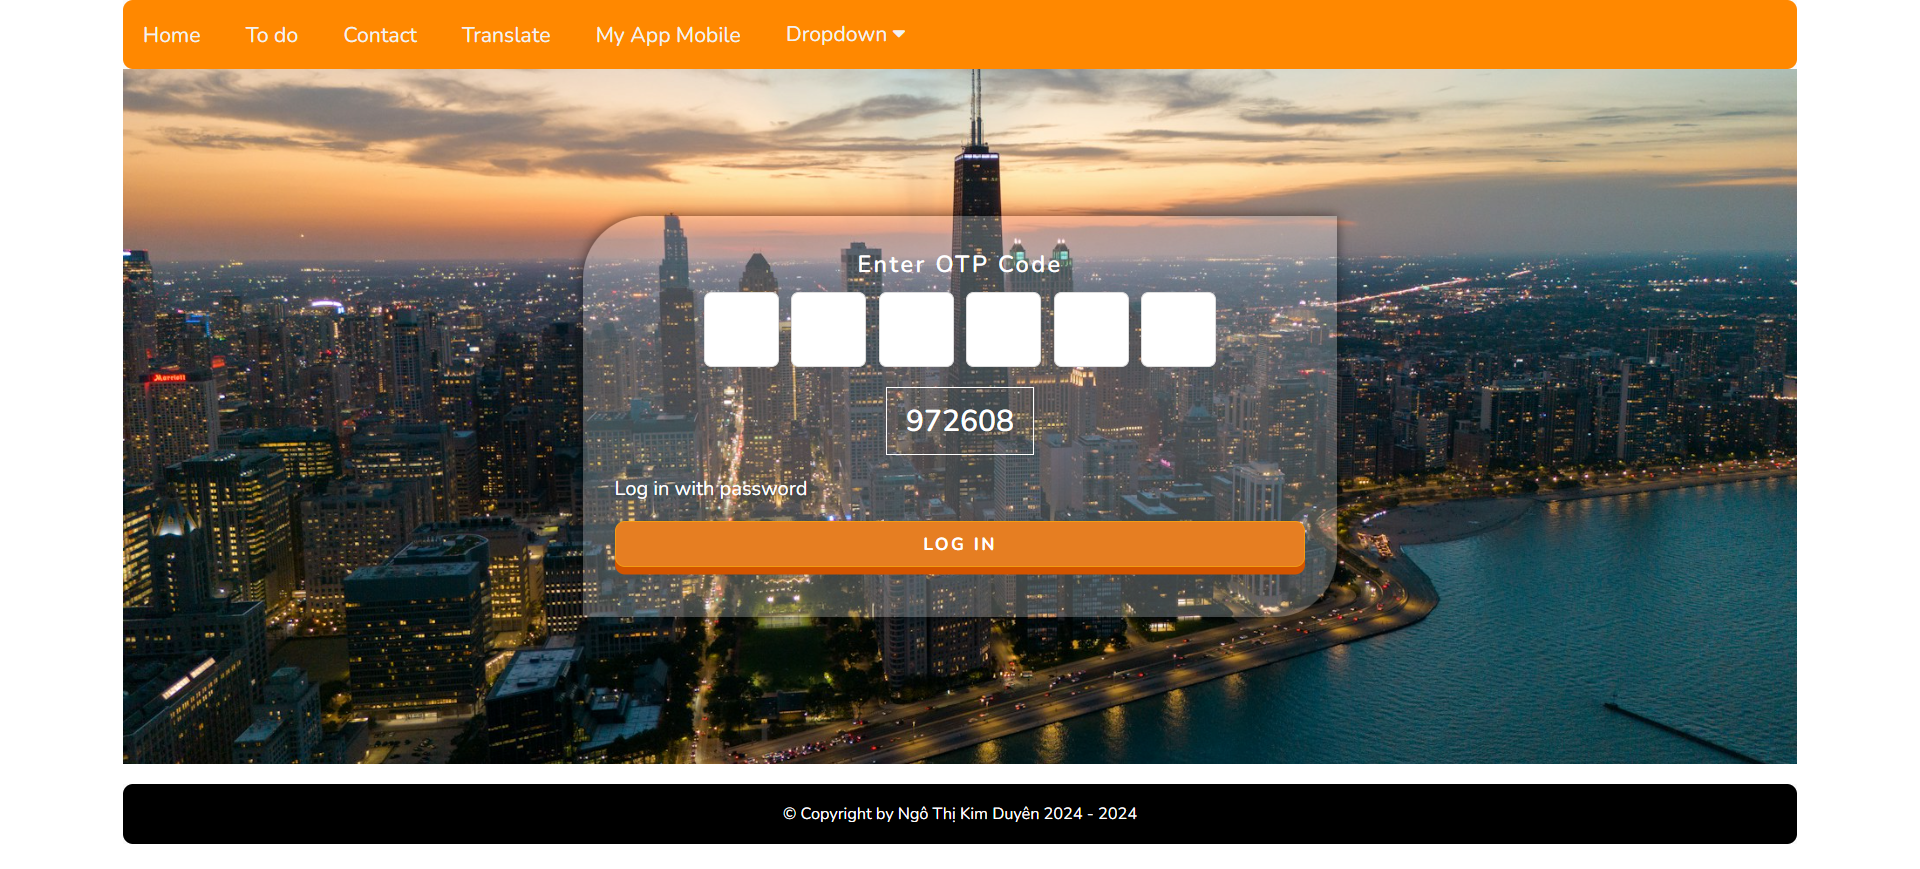 Home To do Contact Translate My App Mobile Dropdown
Enter OTP Code
972608
Log in with password
LOG IN
Marriott
© Copyright by Ngô Thị Kim Duyên 2024 - 2024